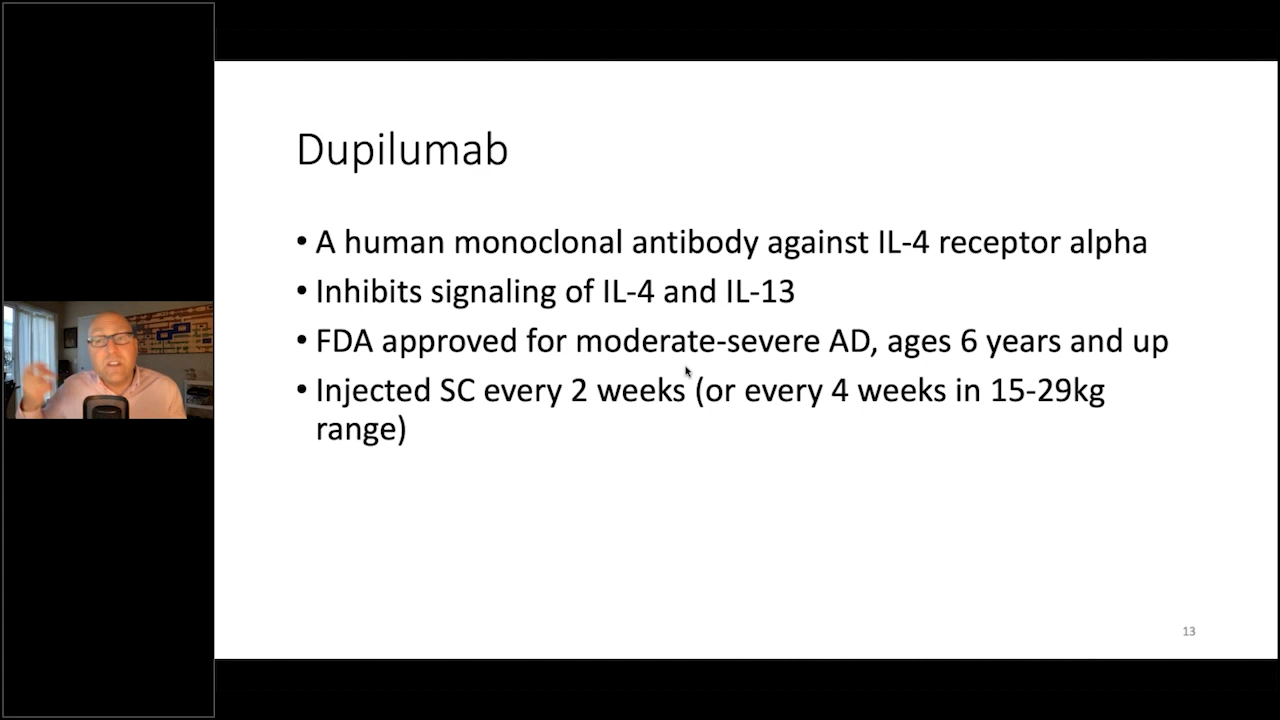 Dupilumab
• A human monoclonal antibody against IL-4 receptor alpha
• Inhibits signaling of IL-4 and IL-13
• FDA approved for moderate-severe AD, ages 6 years and up
• Injected SC every 2 weeks (or every 4 weeks in 15-29kg
range)
13